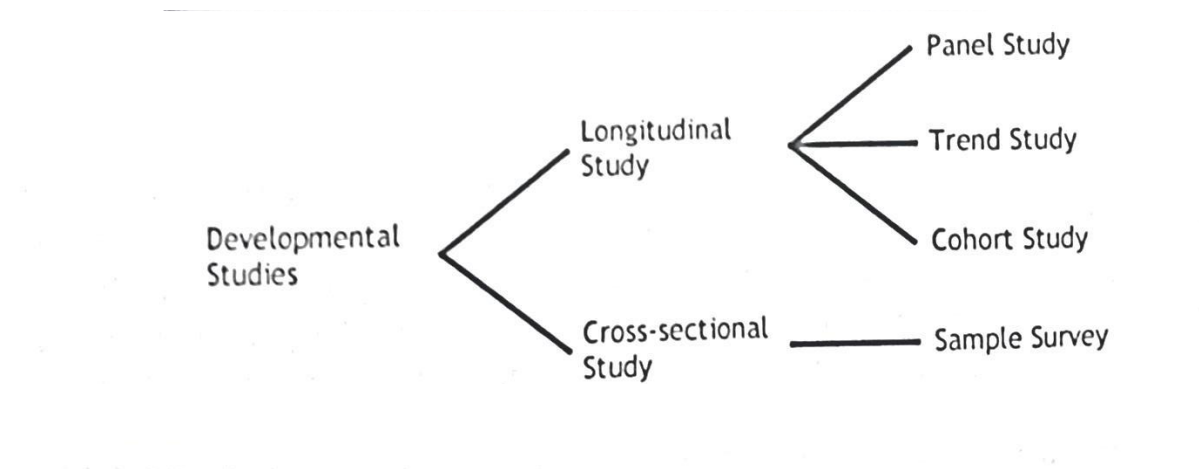 Developmental
Studies
Longitudinal
Study
Panel Study
Trend Study
Cohort Study
Cross-sectional
Study
Sample Survey